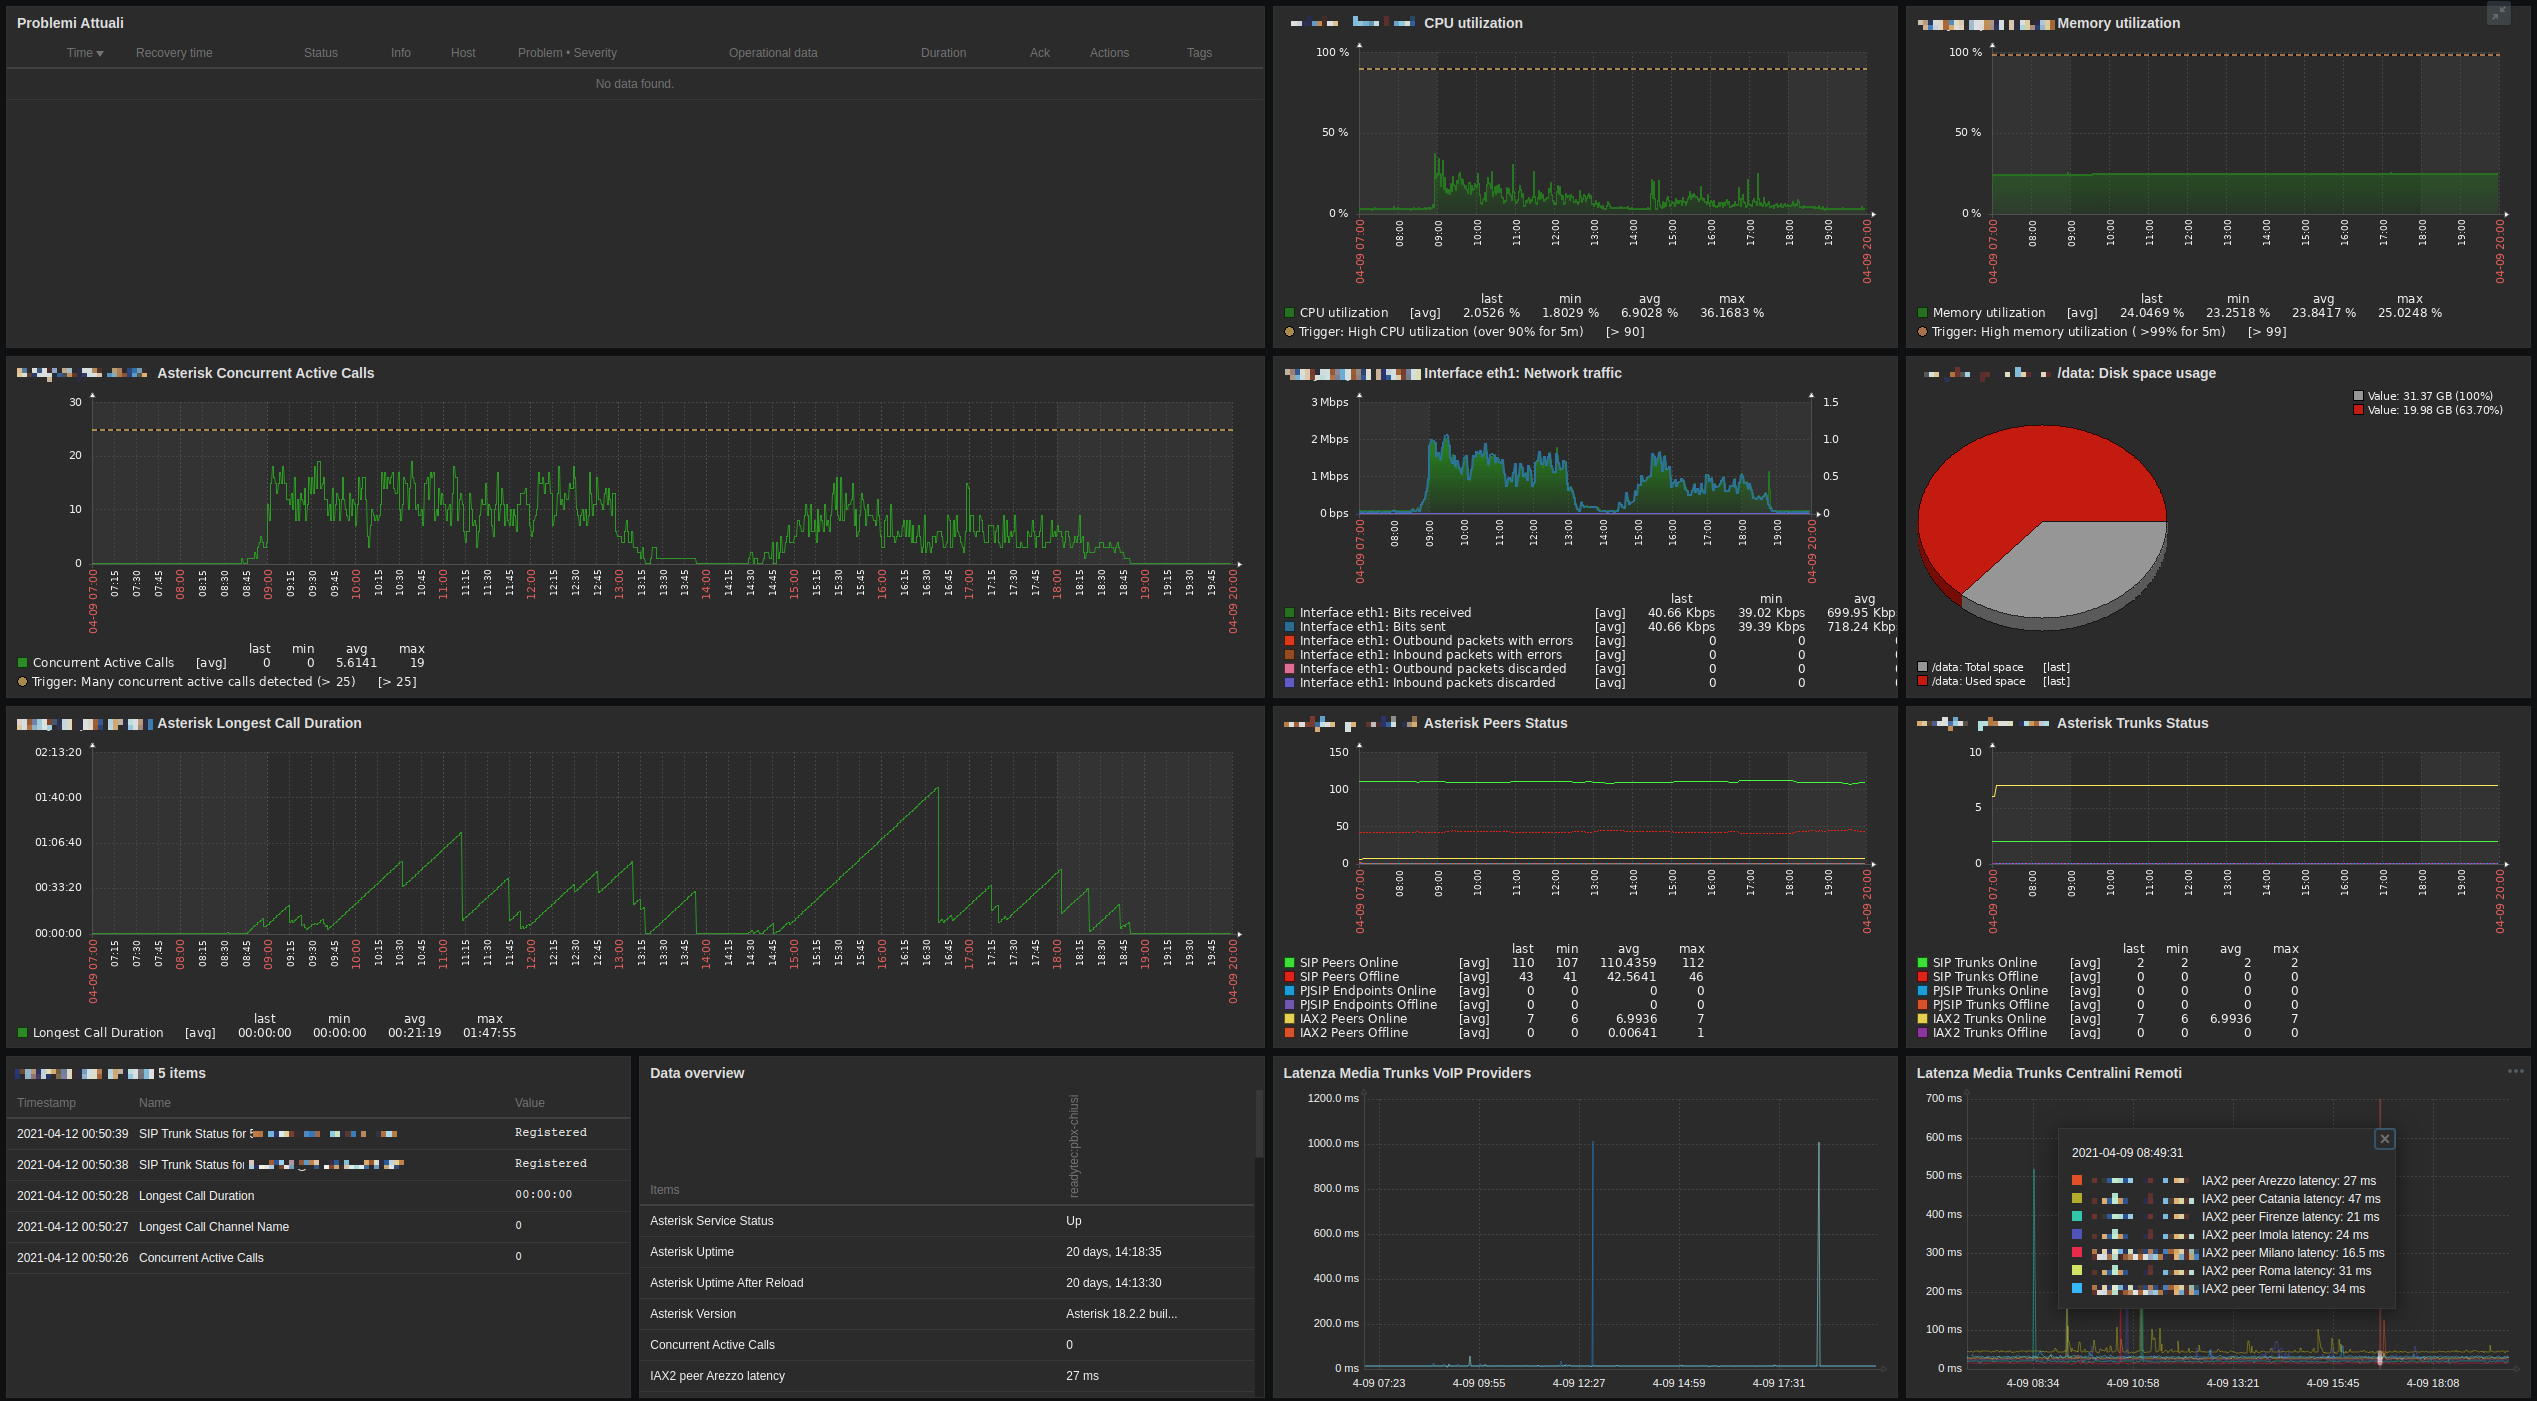 Problemi Attuali
Time Recovery time Status Info Host Problem • Severity Operational data Duration Ack Actions Tags
No data found.
CPU utilization
100 %
50 %
0 %
04-09 07:00 08:00 09:00 10:00 11:00 12:00 13:00 14:00 15:00 16:00 17:00 18:00 19:00 04-09 20:00
last min avg max
CPU utilization [avg] 2.0526 % 1.8029 % 6.9028 % 36.1683 %
Trigger: High CPU utilization (over 90% for 5m) [> 90]
Memory utilization
100 %
50 %
0 %
04-09 07:00 08:00 09:00 10:00 11:00 12:00 13:00 14:00 15:00 16:00 17:00 18:00 19:00 04-09 20:00
last min avg max
Memory utilization [avg] 24.0469 % 23.2518 % 23.8417 % 25.0248 %
Trigger: High memory utilization ( >99% for 5m) [> 99]
Asterisk Concurrent Active Calls
30
20
10
0
04-09 07:00 07:15 07:30 07:45 08:00 08:15 08:30 08:45 09:00 09:15 09:30 09:45 10:00 10:15 10:30 10:45 11:00 11:15 11:30 11:45 12:00 12:15 12:30 12:45 13:00 13:15 13:30 13:45 14:00 14:15 14:30 14:45 15:00 15:15 15:30 15:45 16:00 16:15 16:30 16:45 17:00 17:15 17:30 17:45 18:00 18:15 18:30 18:45 19:00 19:15 19:30 19:45 04-09 20:00
last min avg max
Concurrent Active Calls [avg] 0 0 5.6141 19
Trigger: Many concurrent active calls detected (> 25) [> 25]
Interface eth1: Network traffic
3 Mbps 1.5
2 Mbps 1.0
1 Mbps 0.5
0 bps 0
04-09 07:00 08:00 09:00 10:00 11:00 12:00 13:00 14:00 15:00 16:00 17:00 18:00 19:00 04-09 20:00
last min avg
Interface eth1: Bits received [avg] 40.66 Kbps 39.02 Kbps 699.95 Kbp
Interface eth1: Bits sent [avg] 40.66 Kbps 39.39 Kbps 718.24 Kbp
Interface eth1: Outbound packets with errors [avg] 0 0
Interface eth1: Inbound packets with errors [avg] 0 0
Interface eth1: Outbound packets discarded [avg] 0 0
Interface eth1: Inbound packets discarded [avg] 0 0
/data: Disk space usage
Value: 31.37 GB (100%)
Value: 19.98 GB (63.70%)
/data: Total space [last]
/data: Used space [last]
Asterisk Longest Call Duration
02:13:20
01:40:00
01:06:40
00:33:20
00:00:00
04-09 07:00 07:15 07:30 07:45 08:00 08:15 08:30 08:45 09:00 09:15 09:30 09:45 10:00 10:15 10:30 10:45 11:00 11:15 11:30 11:45 12:00 12:15 12:30 12:45 13:00 13:15 13:30 13:45 14:00 14:15 14:30 14:45 15:00 15:15 15:30 15:45 16:00 16:15 16:30 16:45 17:00 17:15 17:30 17:45 18:00 18:15 18:30 18:45 19:00 19:15 19:30 19:45 04-09 20:00
last min avg max
Longest Call Duration [avg] 00:00:00 00:00:00 00:21:19 01:47:55
Asterisk Peers Status
150
100
50
0
04-09 07:00 08:00 09:00 10:00 11:00 12:00 13:00 14:00 15:00 16:00 17:00 18:00 19:00 04-09 20:00
last min avg max
SIP Peers Online [avg] 110 107 110.4359 112
SIP Peers Offline [avg] 43 41 42.5641 46
PJSIP Endpoints Online [avg] 0 0 0 0
PJSIP Endpoints Offline [avg] 0 0 0 0
IAX2 Peers Online [avg] 7 6 6.9936 7
IAX2 Peers Offline [avg] 0 0 0.00641 1
Asterisk Trunks Status
10
5
0
04-09 07:00 08:00 09:00 10:00 11:00 12:00 13:00 14:00 15:00 16:00 17:00 18:00 19:00 04-09 20:00
last min avg max
SIP Trunks Online [avg] 2 2 2 2
SIP Trunks Offline [avg] 0 0 0 0
PJSIP Trunks Online [avg] 0 0 0 0
PJSIP Trunks Offline [avg] 0 0 0 0
IAX2 Trunks Online [avg] 7 6 6.9936 7
IAX2 Trunks Offline [avg] 0 0 0 0
5 items
Timestamp Name Value
2021-04-12 00:50:39 SIP Trunk Status for Registered
2021-04-12 00:50:38 SIP Trunk Status for Registered
2021-04-12 00:50:28 Longest Call Duration 00:00:00
2021-04-12 00:50:27 Longest Call Channel Name 0
2021-04-12 00:50:26 Concurrent Active Calls 0
Data overview
Items readytec:pbx-chiusi
Asterisk Service Status Up
Asterisk Uptime 20 days, 14:18:35
Asterisk Uptime After Reload 20 days, 14:13:30
Asterisk Version Asterisk 18.2.2 buil...
Concurrent Active Calls 0
IAX2 peer Arezzo latency 27 ms
Latenza Media Trunks VoIP Providers
1200.0 ms
1000.0 ms
800.0 ms
600.0 ms
400.0 ms
200.0 ms
0 ms
4-09 07:23 4-09 09:55 4-09 12:27 4-09 14:59 4-09 17:31
Latenza Media Trunks Centralini Remoti
700 ms
600 ms
500 ms
400 ms
300 ms
200 ms
100 ms
0 ms
4-09 08:34 4-09 10:58 4-09 13:21 4-09 15:45 4-09 18:08
2021-04-09 08:49:31
IAX2 peer Arezzo latency: 27 ms
IAX2 peer Catania latency: 47 ms
IAX2 peer Firenze latency: 21 ms
IAX2 peer Imola latency: 24 ms
IAX2 peer Milano latency: 16.5 ms
IAX2 peer Roma latency: 31 ms
IAX2 peer Terni latency: 34 ms